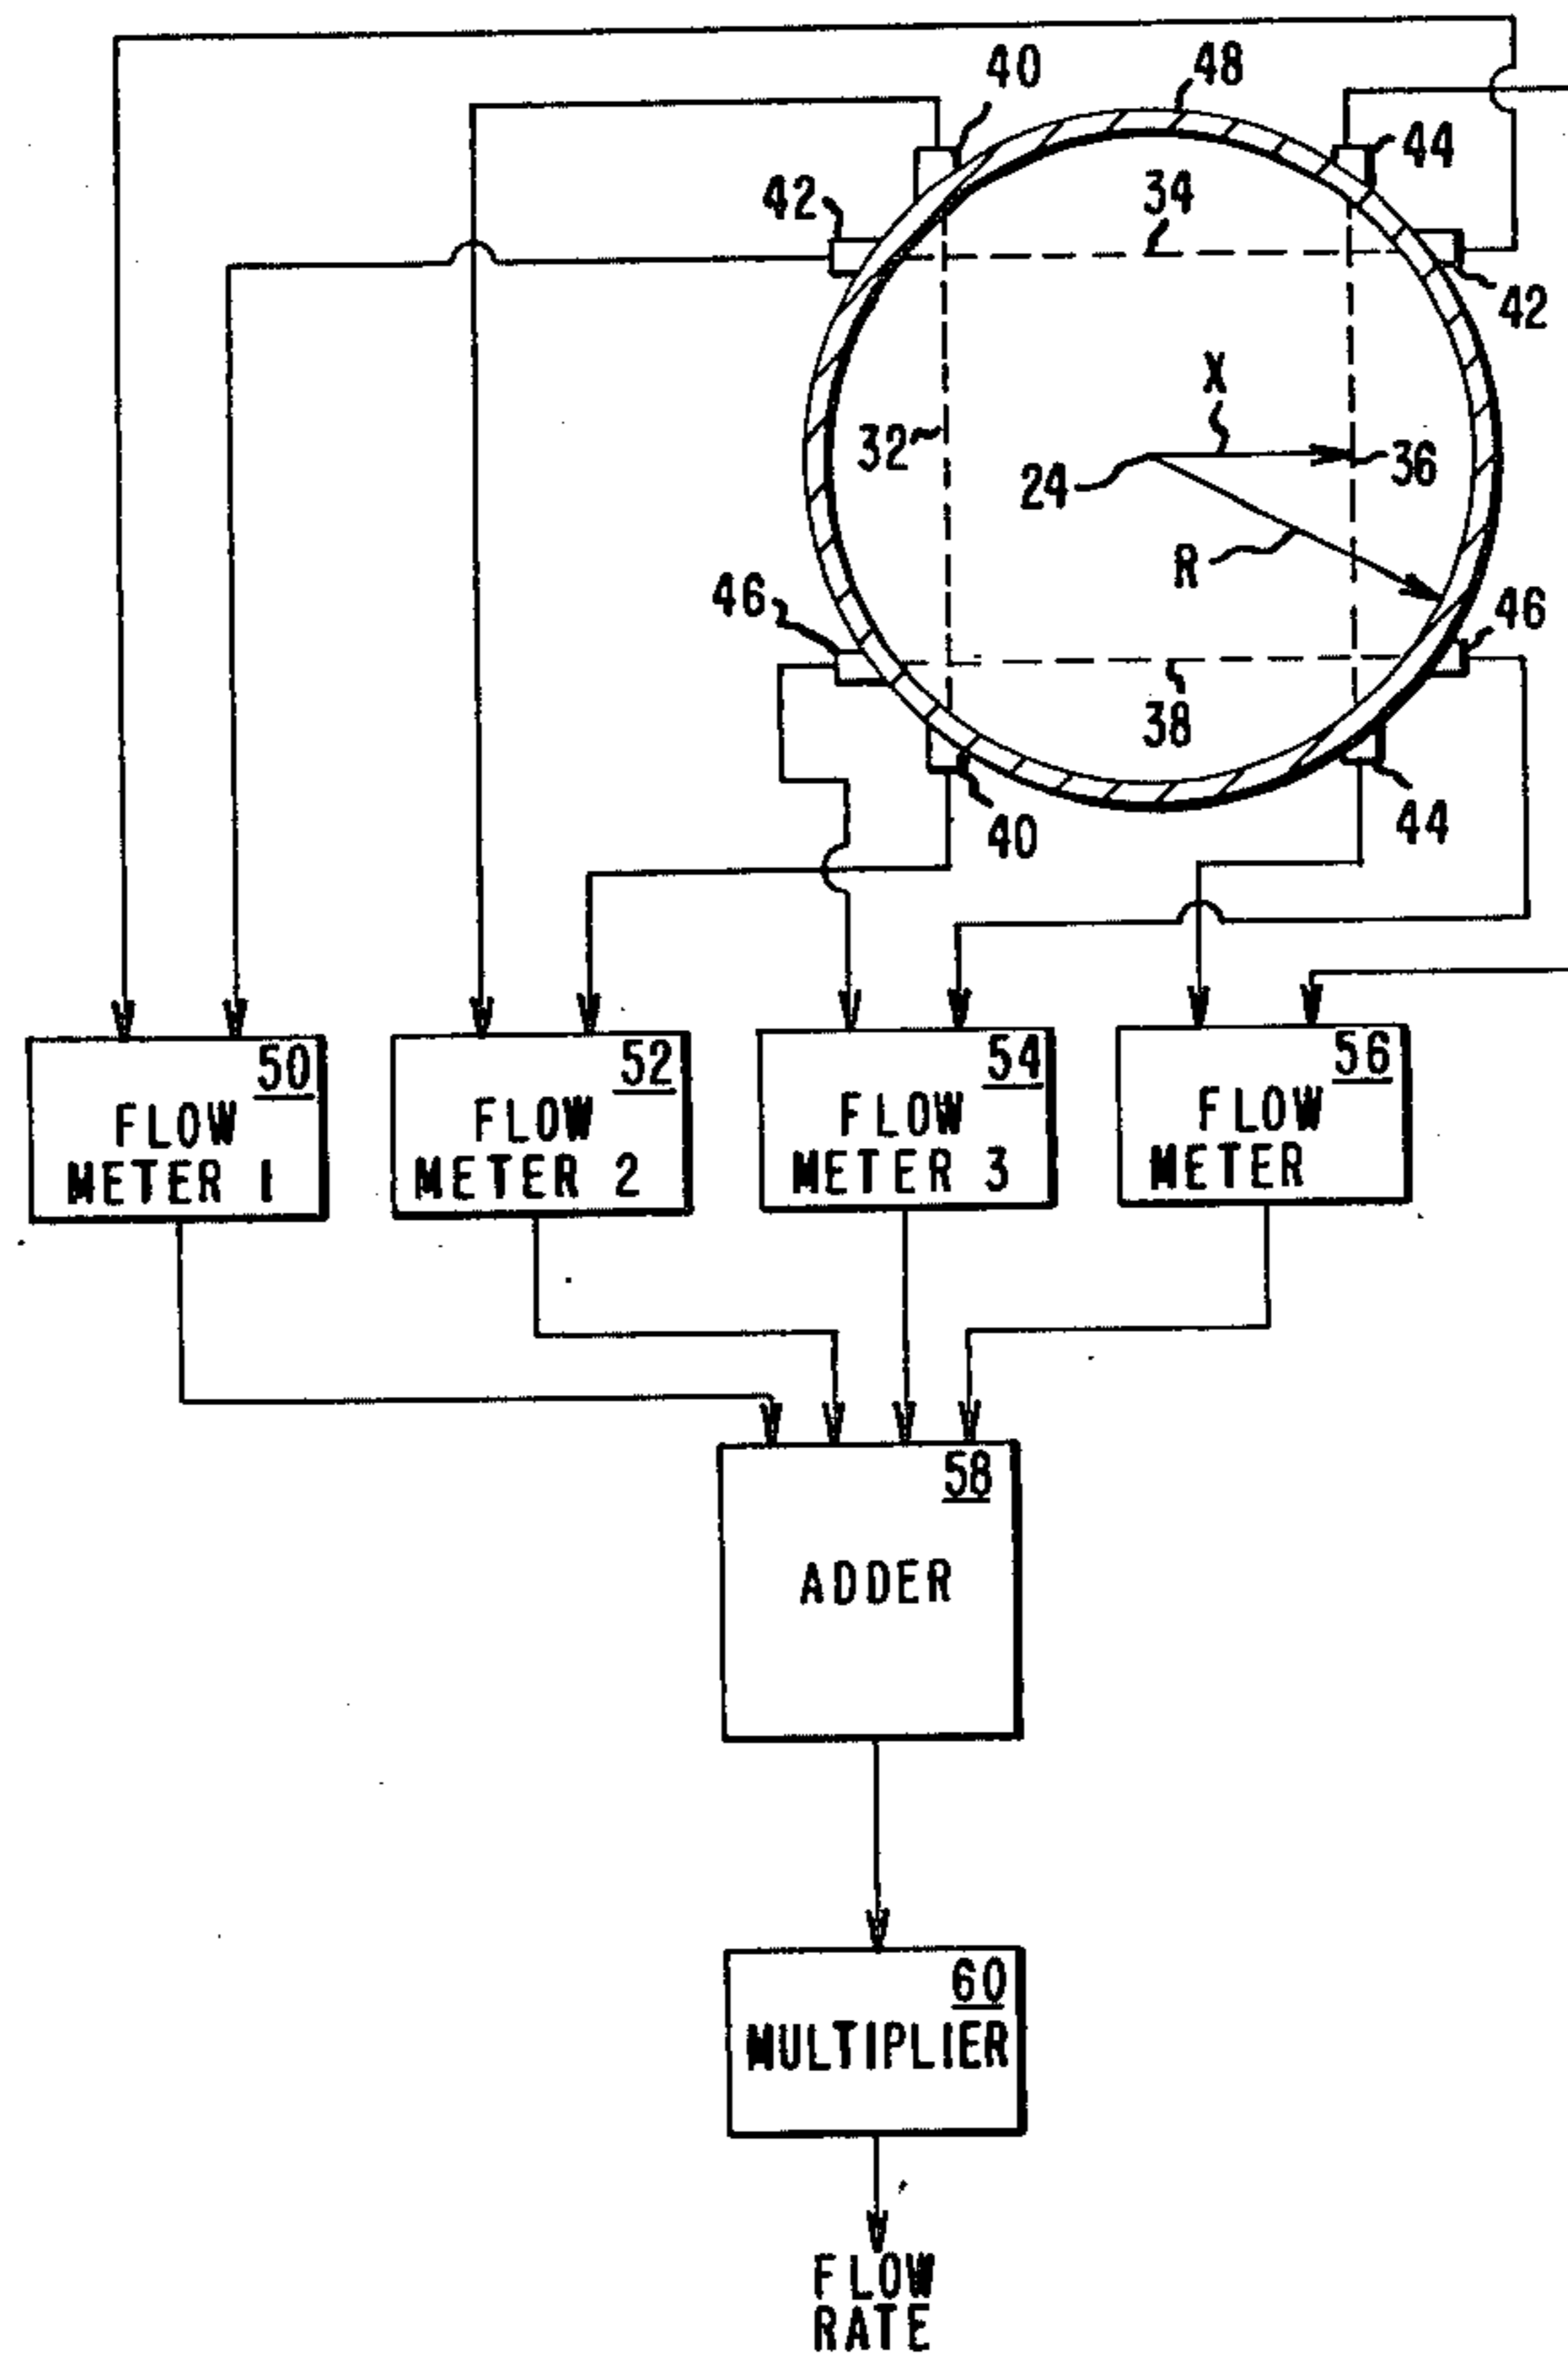 40
48
44
42
34
42
X
32
36
24
R
46
46
38
40
44
50
FLOW
METER 1
52
FLOW
METER 2
54
FLOW
METER 3
56
FLOW
METER
58
ADDER
60
MULTIPLIER
FLOW
RATE